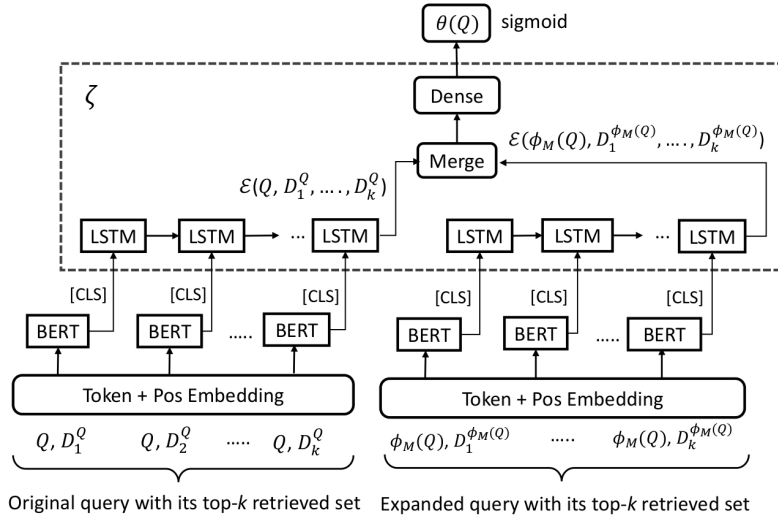 θ(Q) sigmoid
ζ
Dense
Merge
ℰ(ϕ_M(Q), D_1^{ϕ_M(Q)}, . . . . , D_k^{ϕ_M(Q)})
ℰ(Q, D_1^Q, . . . . , D_k^Q)
LSTM LSTM ... LSTM LSTM LSTM ... LSTM
[CLS] [CLS] [CLS] [CLS] [CLS] [CLS]
BERT BERT ..... BERT BERT BERT ..... BERT
Token + Pos Embedding Token + Pos Embedding
Q, D_1^Q Q, D_2^Q ..... Q, D_k^Q ϕ_M(Q), D_1^{ϕ_M(Q)} ..... ϕ_M(Q), D_k^{ϕ_M(Q)}
Original query with its top-k retrieved set Expanded query with its top-k retrieved set